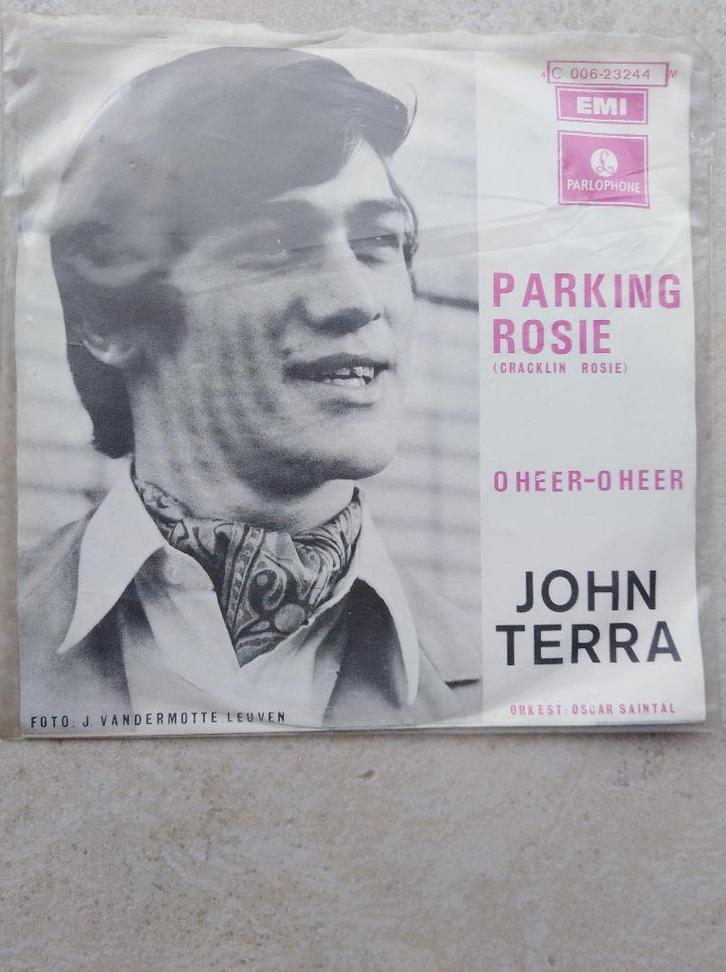 4C 006-23244 M
EMI
PARLOPHONE
PARKING
ROSIE
(CRACKLIN ROSIE)
O HEER-O HEER
JOHN
TERRA
ORKEST: OSCAR SAINTAL
FOTO: J. VANDERMOTTE. LEUVEN